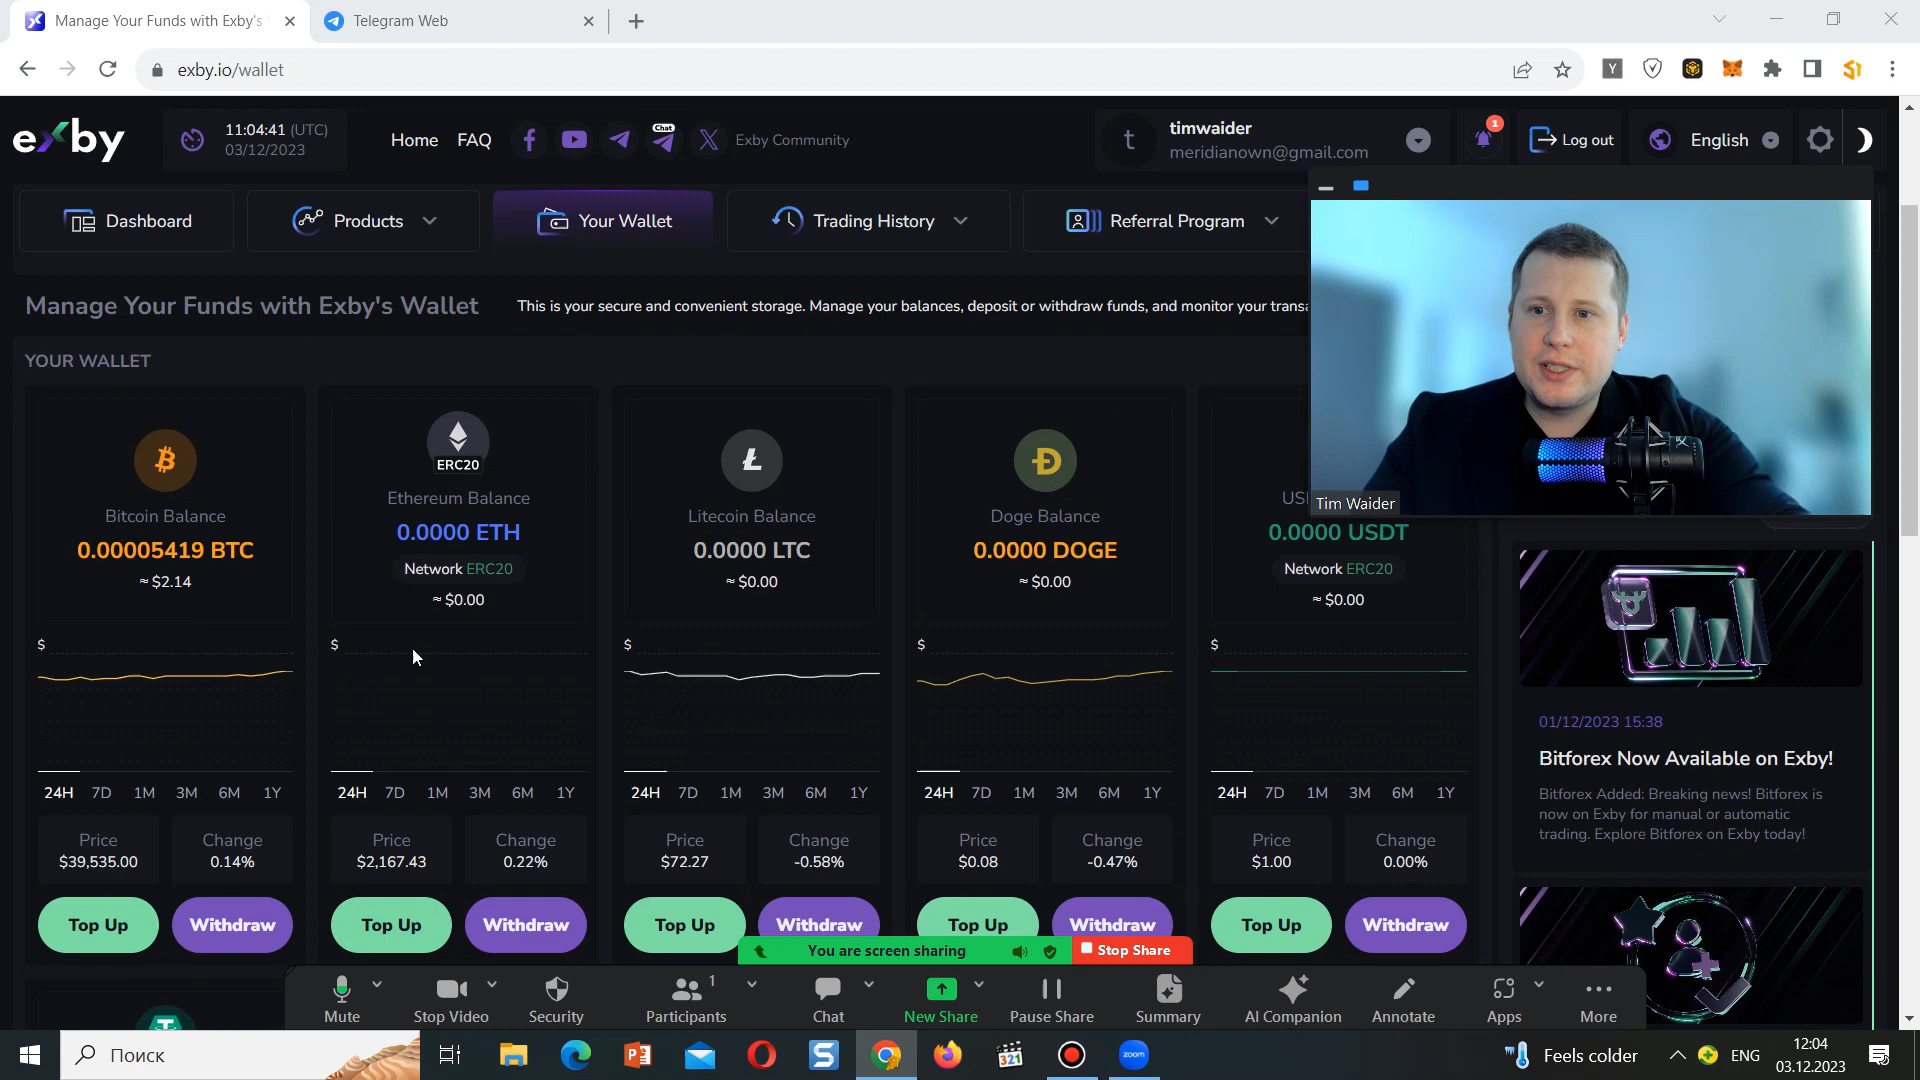 Manage Your Funds with Exby's
Telegram Web
exby.io/wallet
exby
11:04:41 (UTC)
03/12/2023
Home
FAQ
Chat
Exby Community
t
timwaider
meridianown@gmail.com
1
Log out
English
Dashboard
Products
Your Wallet
Trading History
Referral Program
Manage Your Funds with Exby's Wallet
This is your secure and convenient storage. Manage your balances, deposit or withdraw funds, and monitor your transa
YOUR WALLET
Bitcoin Balance
0.00005419 BTC
≈ $2.14
$
24H 7D 1M 3M 6M 1Y
Price
$39,535.00
Change
0.14%
Top Up
Withdraw
ERC20
Ethereum Balance
0.0000 ETH
Network ERC20
≈ $0.00
$
24H 7D 1M 3M 6M 1Y
Price
$2,167.43
Change
0.22%
Top Up
Withdraw
Litecoin Balance
0.0000 LTC
≈ $0.00
$
24H 7D 1M 3M 6M 1Y
Price
$72.27
Change
-0.58%
Top Up
Withdraw
Doge Balance
0.0000 DOGE
≈ $0.00
$
24H 7D 1M 3M 6M 1Y
Price
$0.08
Change
-0.47%
Top Up
Withdraw
US
0.0000 USDT
Network ERC20
≈ $0.00
$
24H 7D 1M 3M 6M 1Y
Price
$1.00
Change
0.00%
Top Up
Withdraw
Tim Waider
01/12/2023 15:38
Bitforex Now Available on Exby!
Bitforex Added: Breaking news! Bitforex is
now on Exby for manual or automatic
trading. Explore Bitforex on Exby today!
You are screen sharing
Stop Share
Mute
Stop Video
Security
1
Participants
Chat
New Share
Pause Share
Summary
AI Companion
Annotate
Apps
More
Поиск
321
zoom
Feels colder
ENG
12:04
03.12.2023